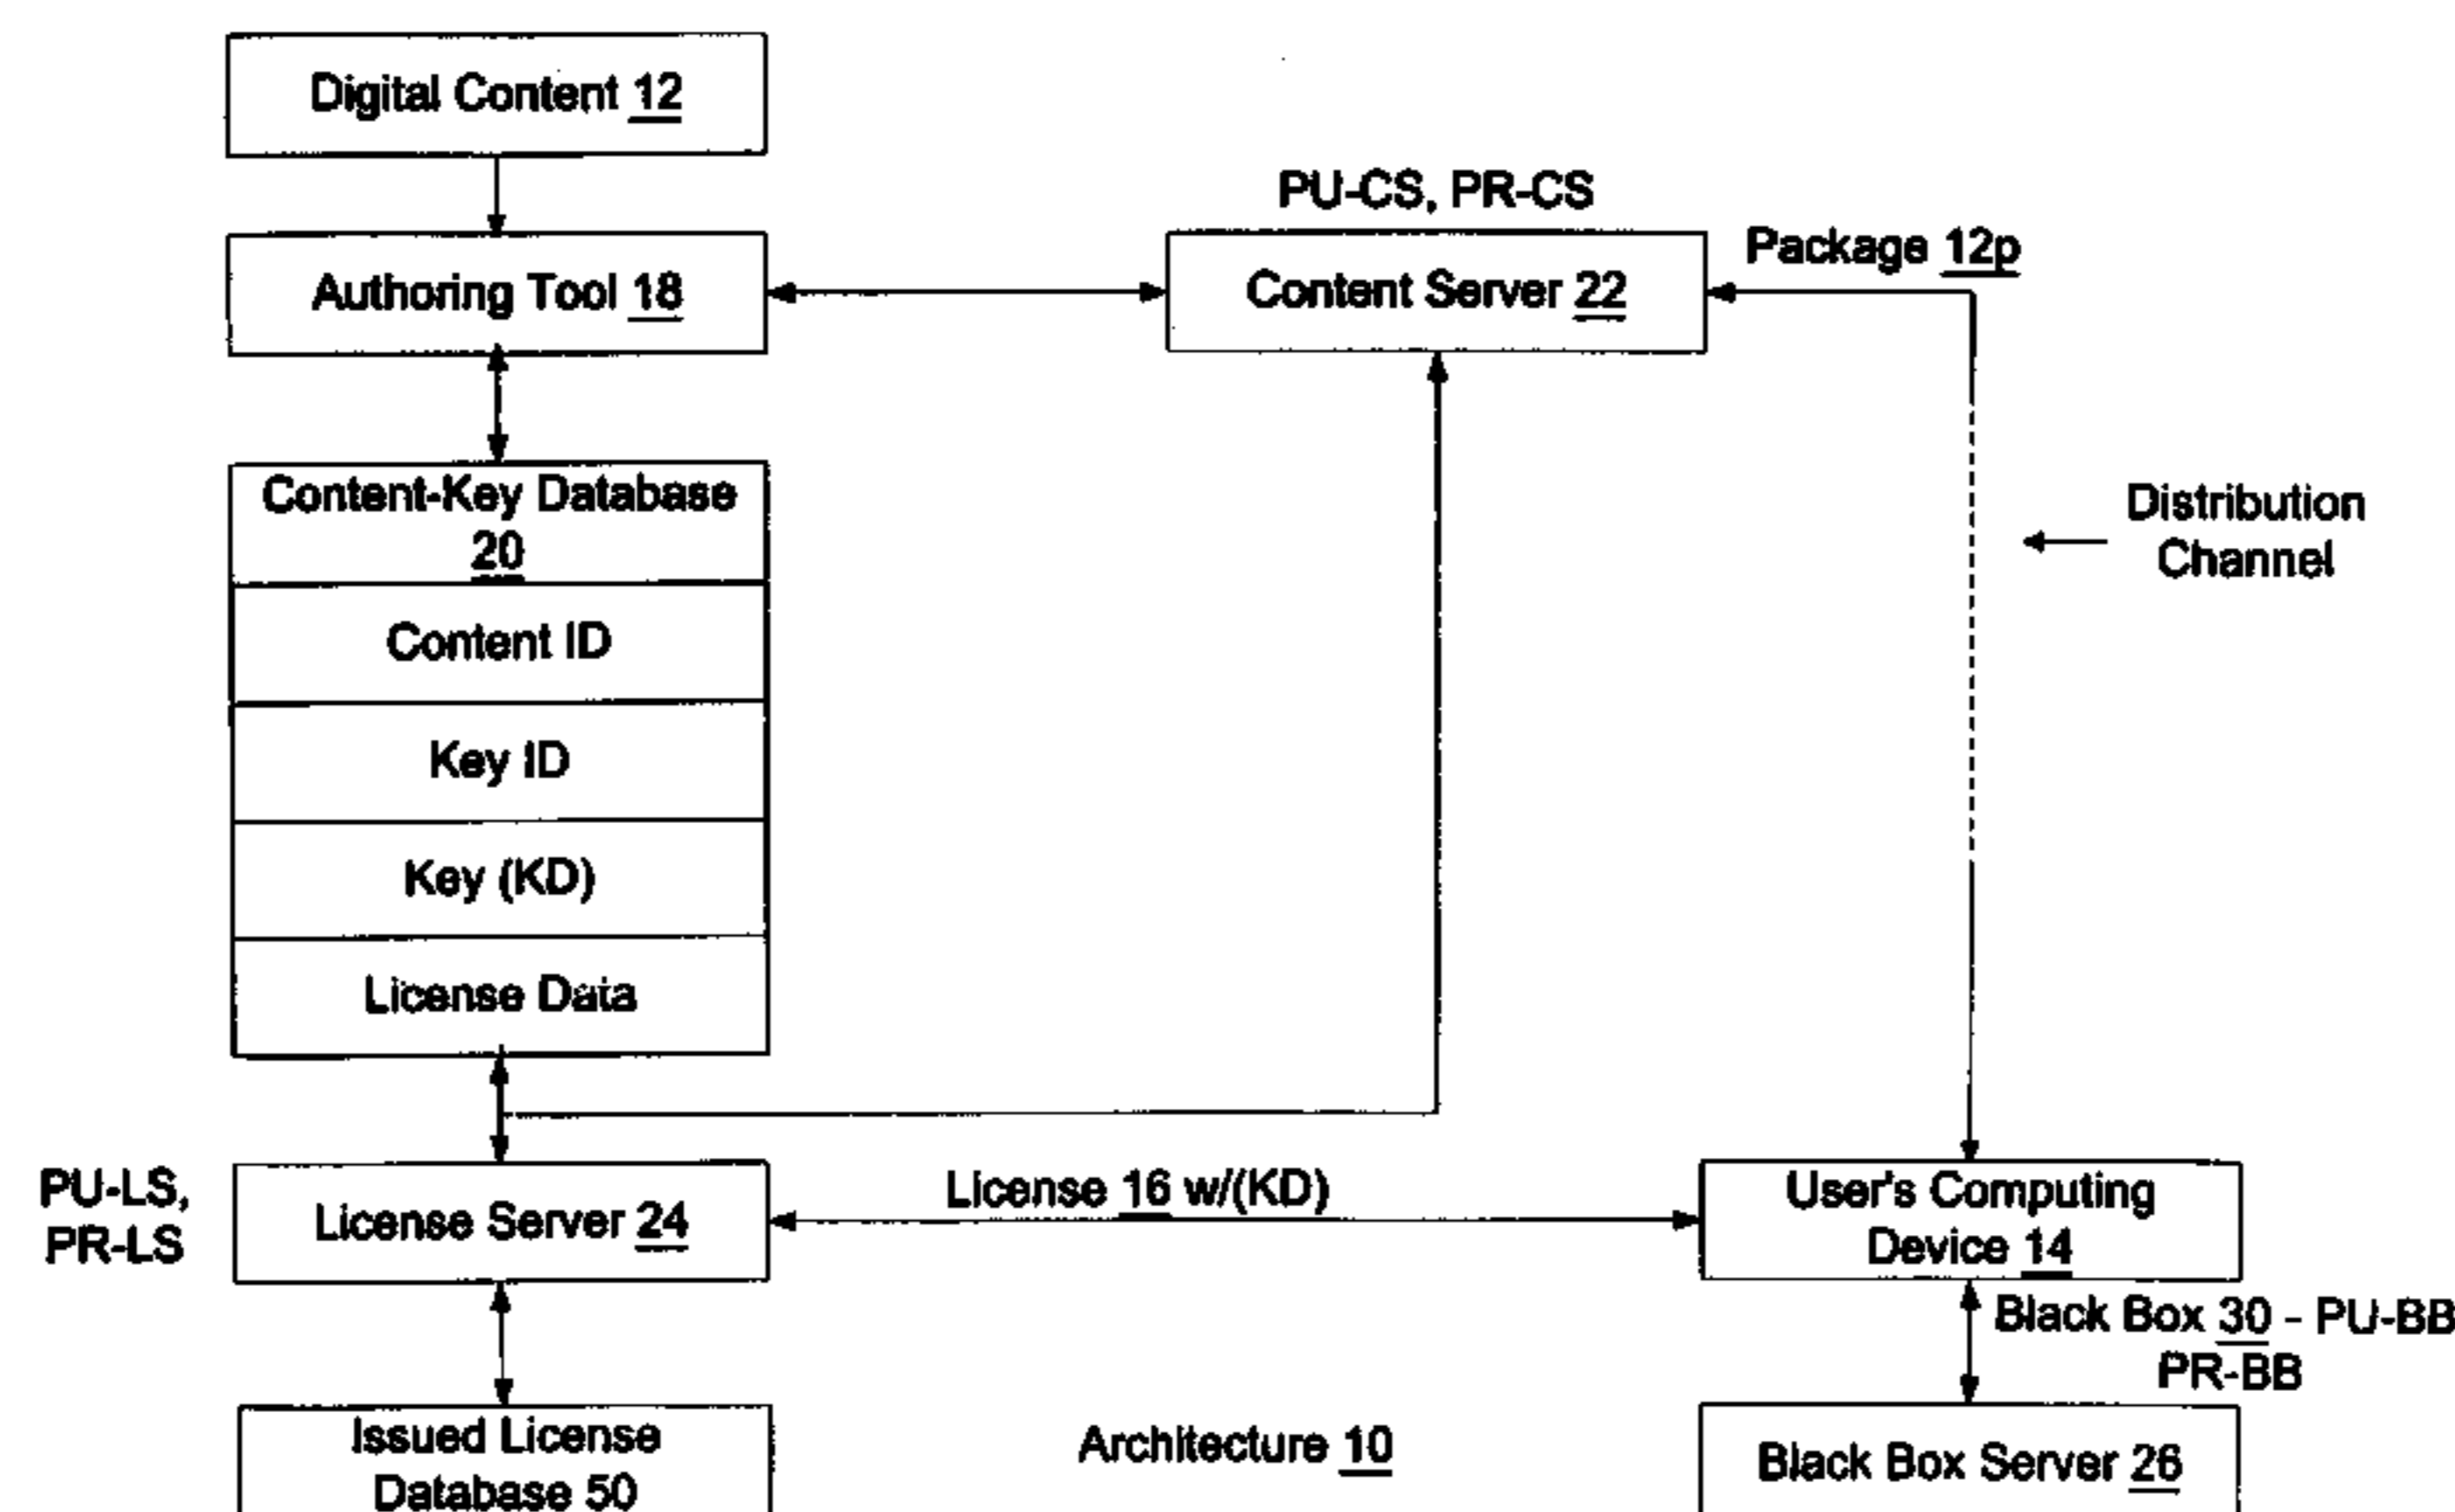 Digital Content 12
PU-CS, PR-CS
Authoring Tool 18
Content Server 22
Package 12p
Content-Key Database
20
Distribution
Channel
Content ID
Key ID
Key (KD)
License Data
PU-LS,
PR-LS
License Server 24
License 16 w/(KD)
User's Computing
Device 14
Black Box 30 - PU-BB
PR-BB
Issued License
Database 50
Architecture 10
Black Box Server 26